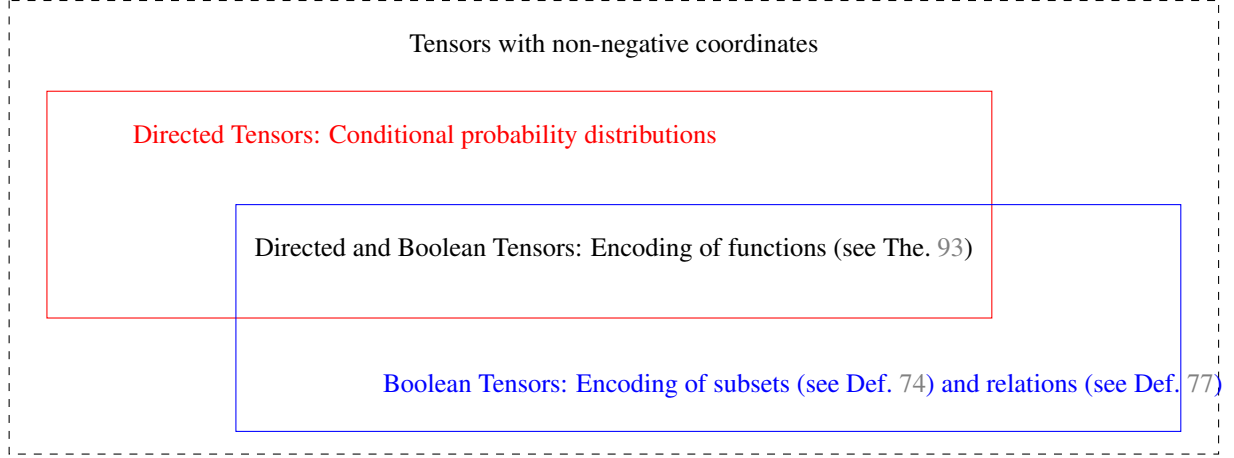 Tensors with non-negative coordinates
Directed Tensors: Conditional probability distributions
Directed and Boolean Tensors: Encoding of functions (see The. 93)
Boolean Tensors: Encoding of subsets (see Def. 74) and relations (see Def. 77)